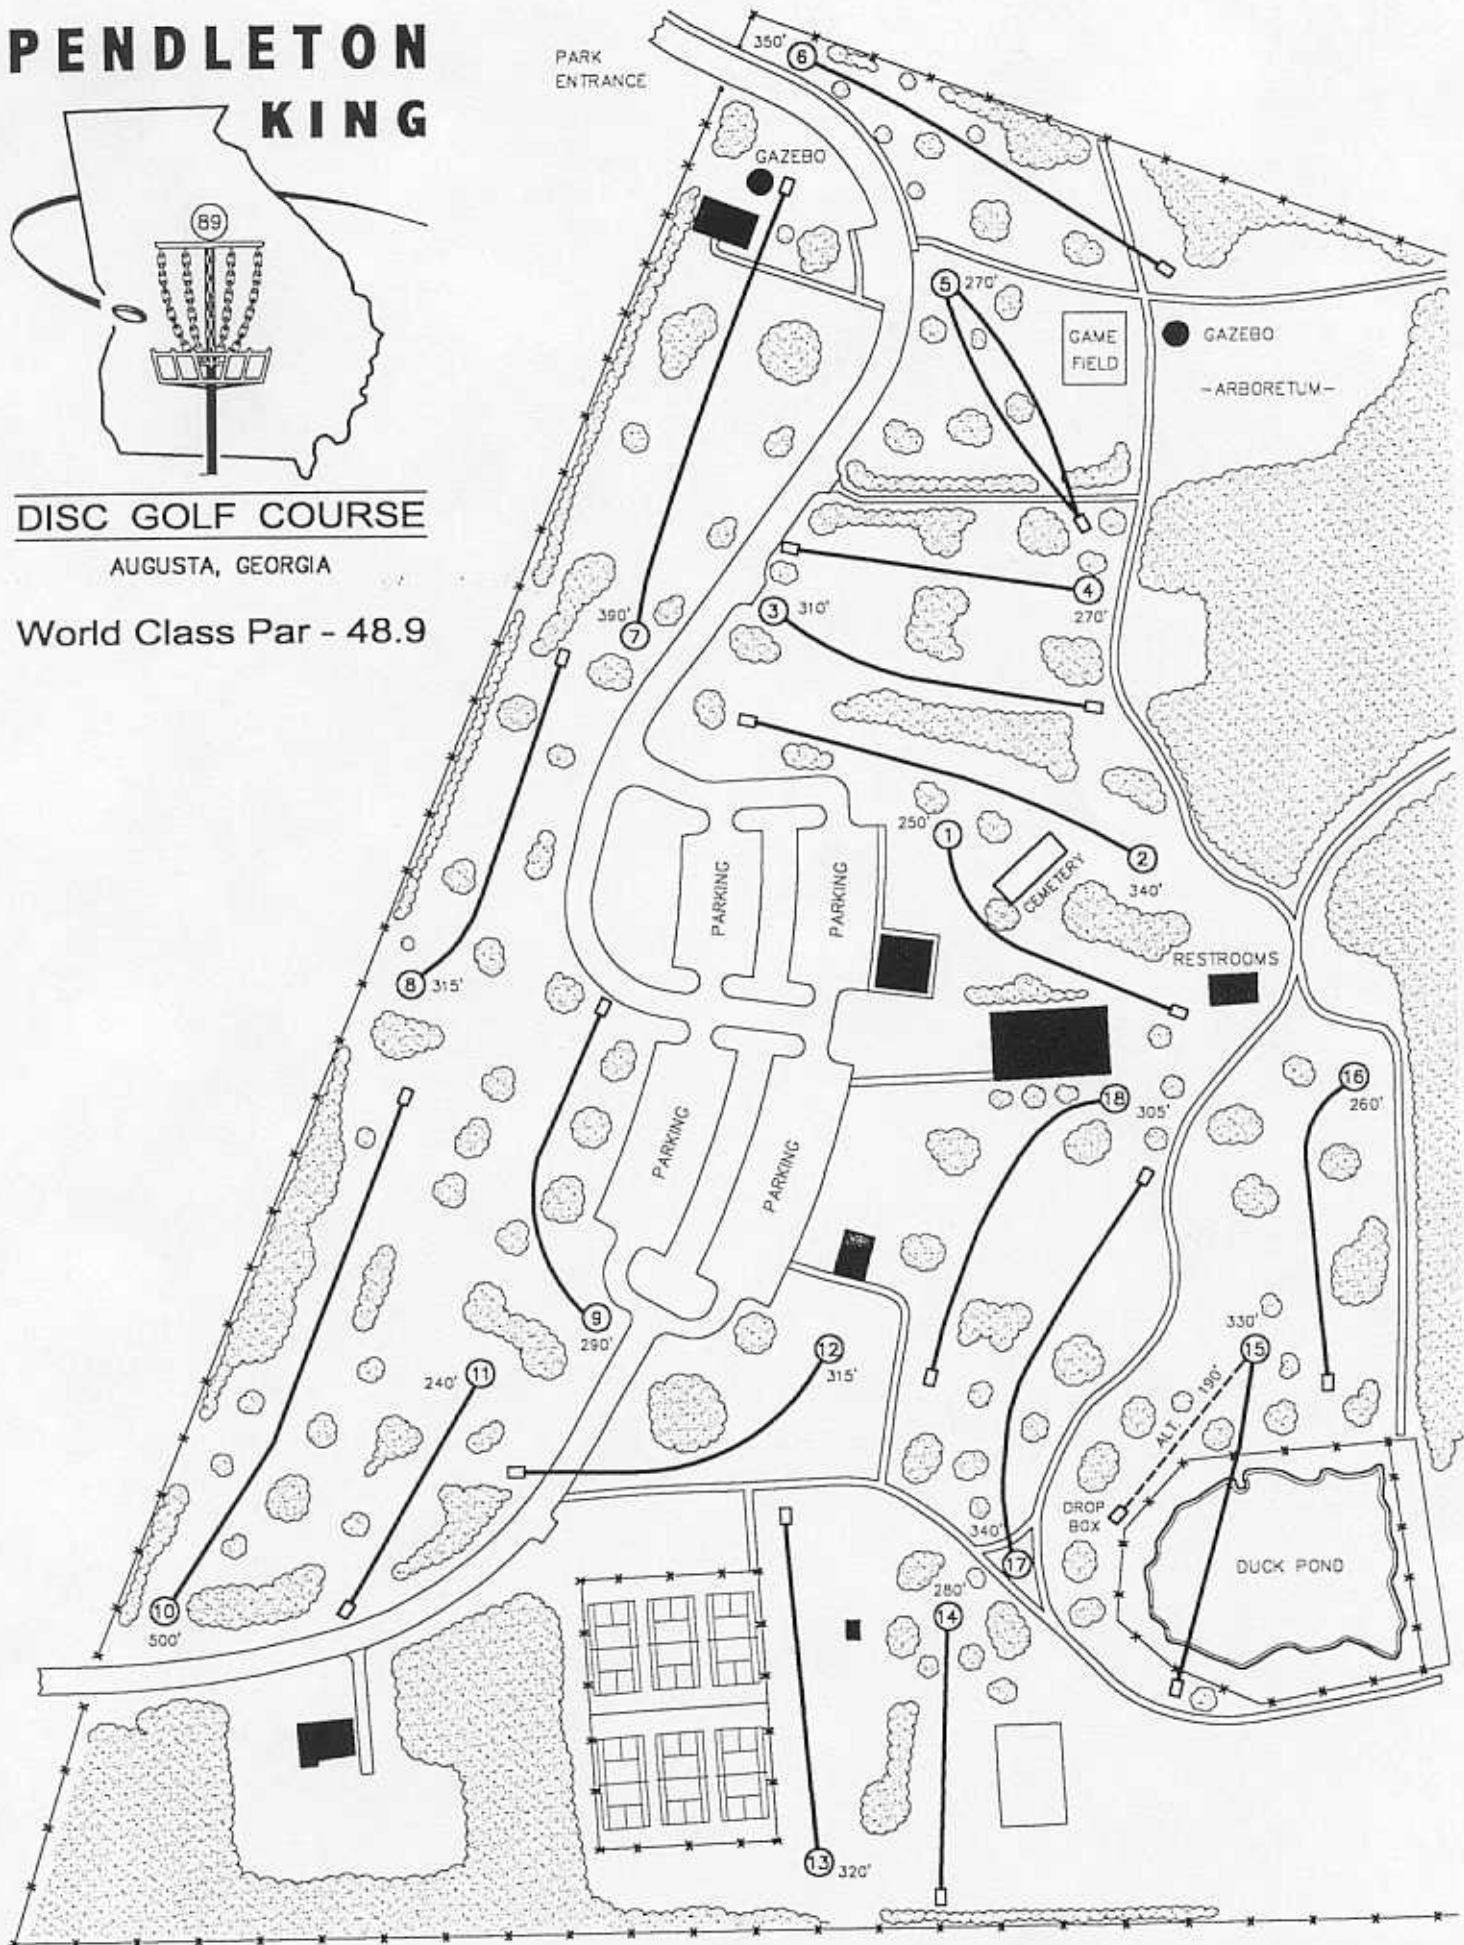 PENDLETON
KING
89
DISC GOLF COURSE
AUGUSTA, GEORGIA
World Class Par - 48.9
PARK
ENTRANCE
350'
6
GAZEBO
5
270'
GAME
FIELD
GAZEBO
-ARBORETUM-
4
270'
3
310'
390'
7
250'
1
2
340'
CEMETERY
PARKING
PARKING
RESTROOMS
8
315'
16
260'
18
305'
PARKING
PARKING
9
290'
330'
15
12
315'
240'
11
ALT 190'
DROP
BOX
340'
17
DUCK POND
280'
14
10
500'
13
320'